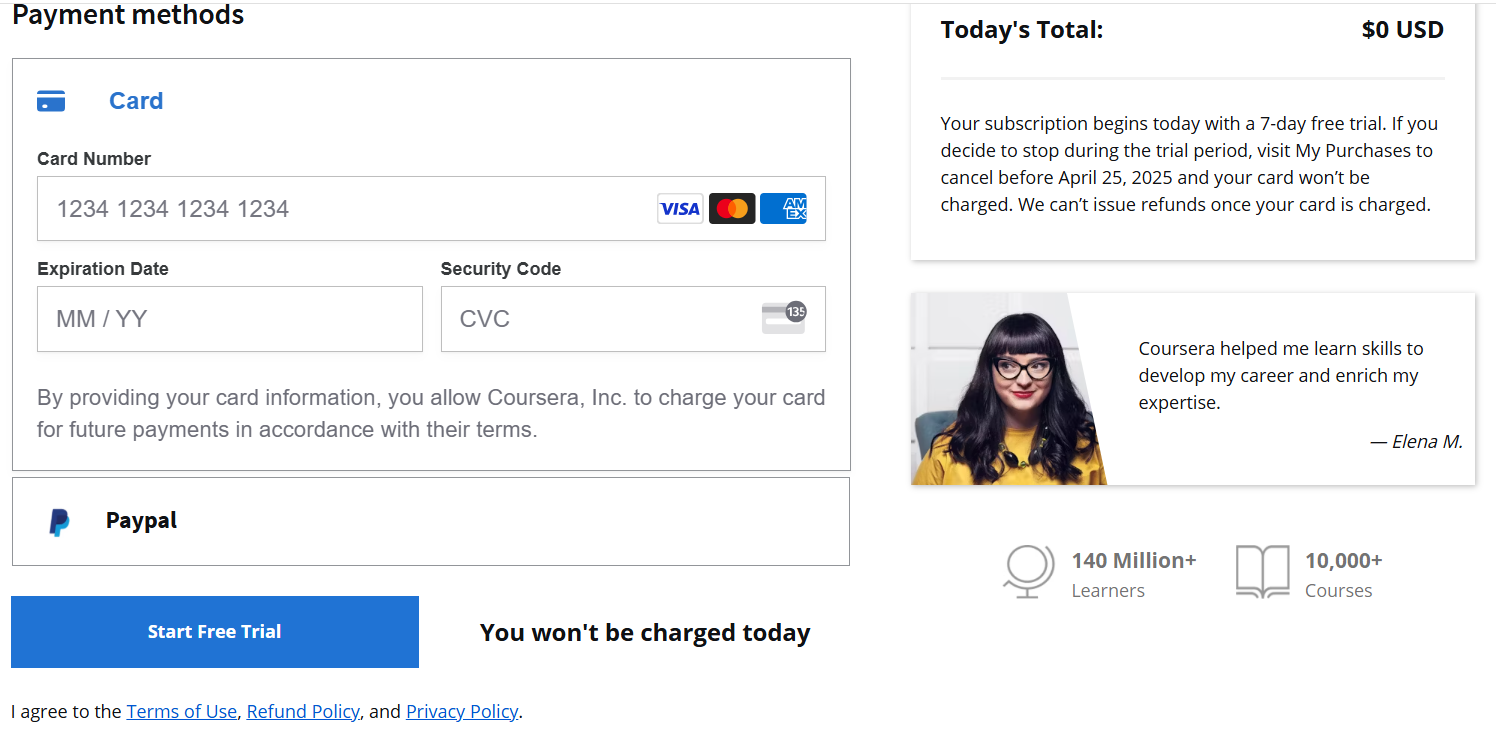 Payment methods
Card
Card Number
1234 1234 1234 1234
VISA
AM
EX
Expiration Date
Security Code
MM / YY
CVC
135
By providing your card information, you allow Coursera, Inc. to charge your card
for future payments in accordance with their terms.
Paypal
Start Free Trial
You won't be charged today
I agree to the Terms of Use, Refund Policy, and Privacy Policy.
Today's Total:
$0 USD
Your subscription begins today with a 7-day free trial. If you
decide to stop during the trial period, visit My Purchases to
cancel before April 25, 2025 and your card won’t be
charged. We can’t issue refunds once your card is charged.
Coursera helped me learn skills to
develop my career and enrich my
expertise.
— Elena M.
140 Million+
Learners
10,000+
Courses